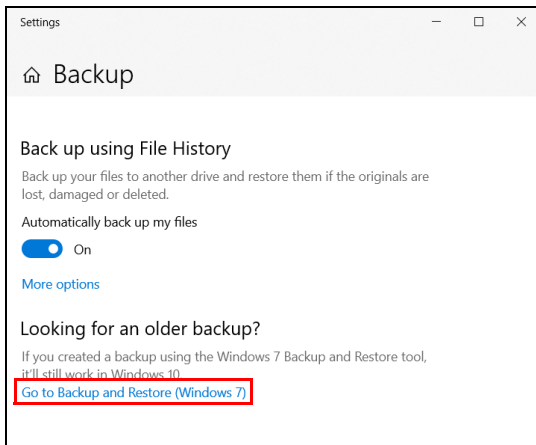 Settings
Backup
Back up using File History
Back up your files to another drive and restore them if the originals are
lost, damaged or deleted.
Automatically back up my files
On
More options
Looking for an older backup?
If you created a backup using the Windows 7 Backup and Restore tool,
it'll still work in Windows 10.
Go to Backup and Restore (Windows 7)